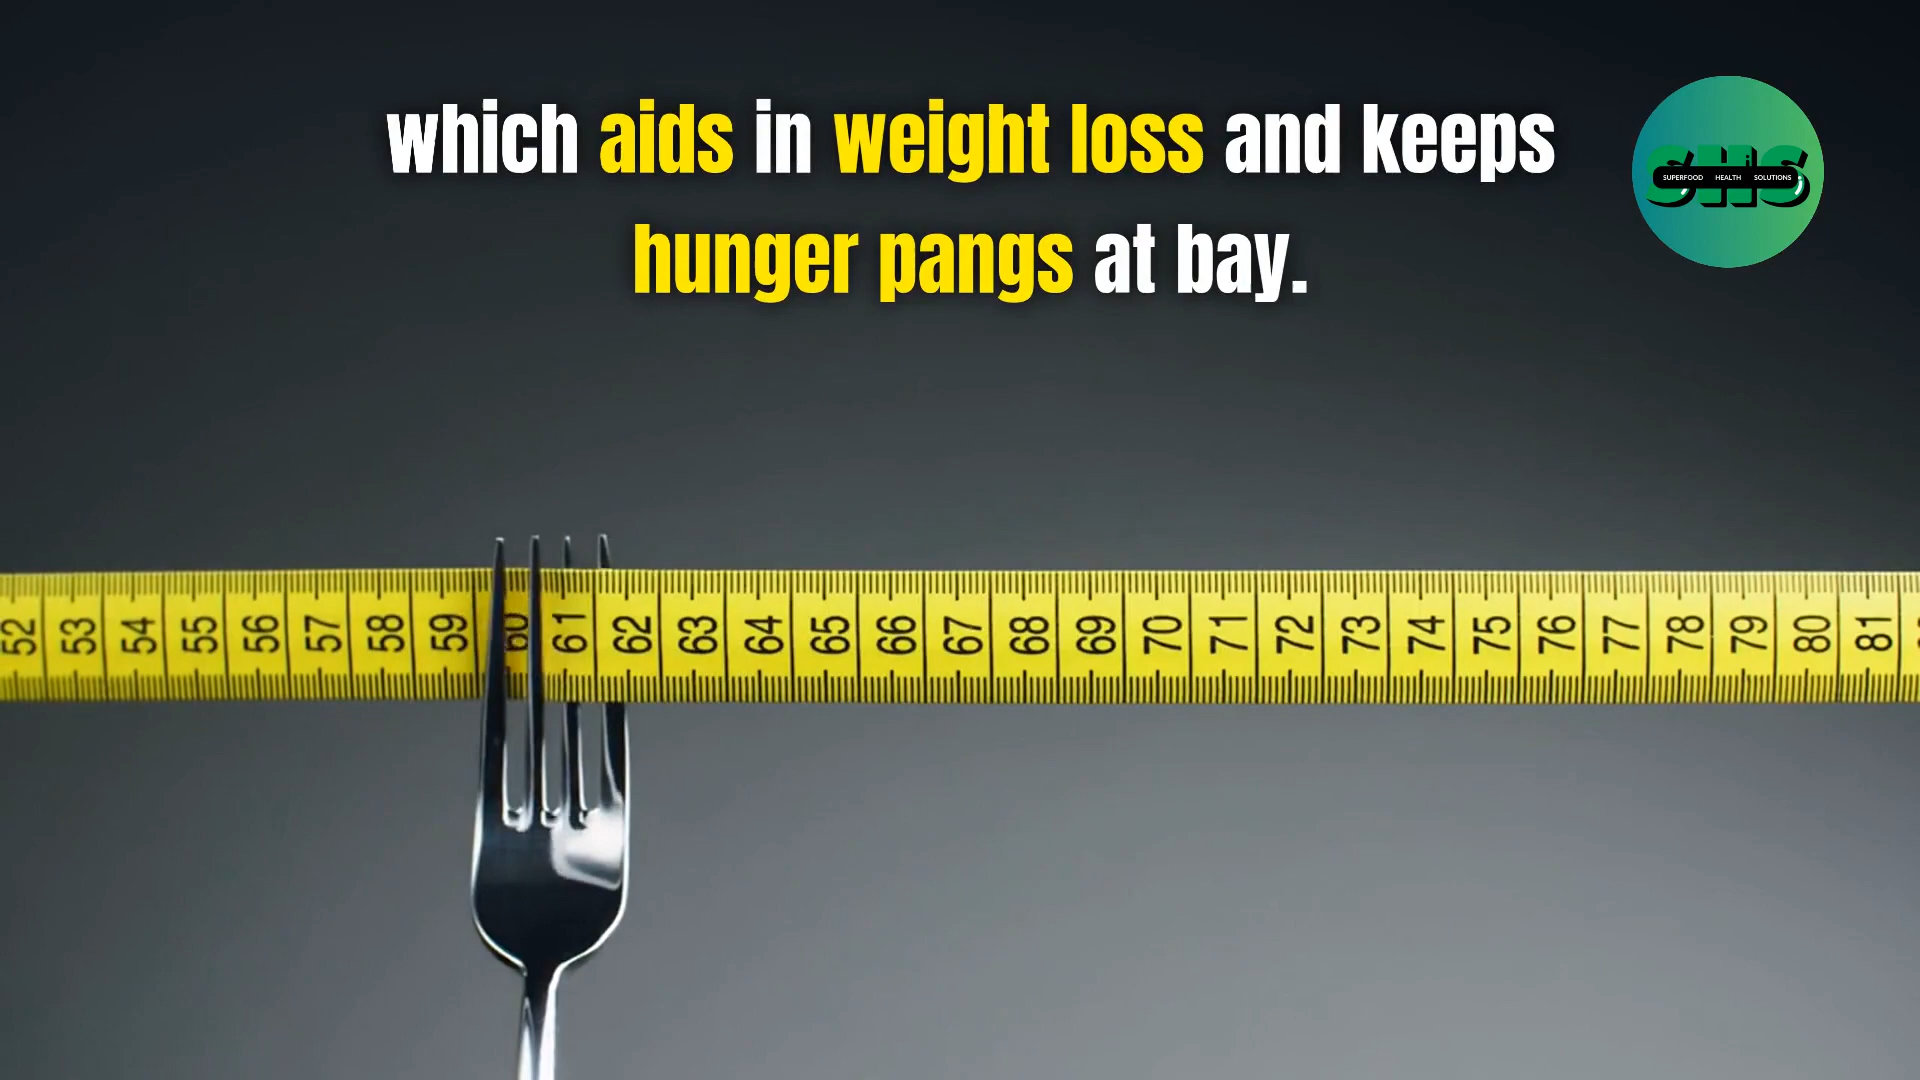 which aids in weight loss and keeps
hunger pangs at bay.
SHS
SUPERFOOD HEALTH SOLUTIONS
52 53 54 55 56 57 58 59 60 61 62 63 64 65 66 67 68 69 70 71 72 73 74 75 76 77 78 79 80 81